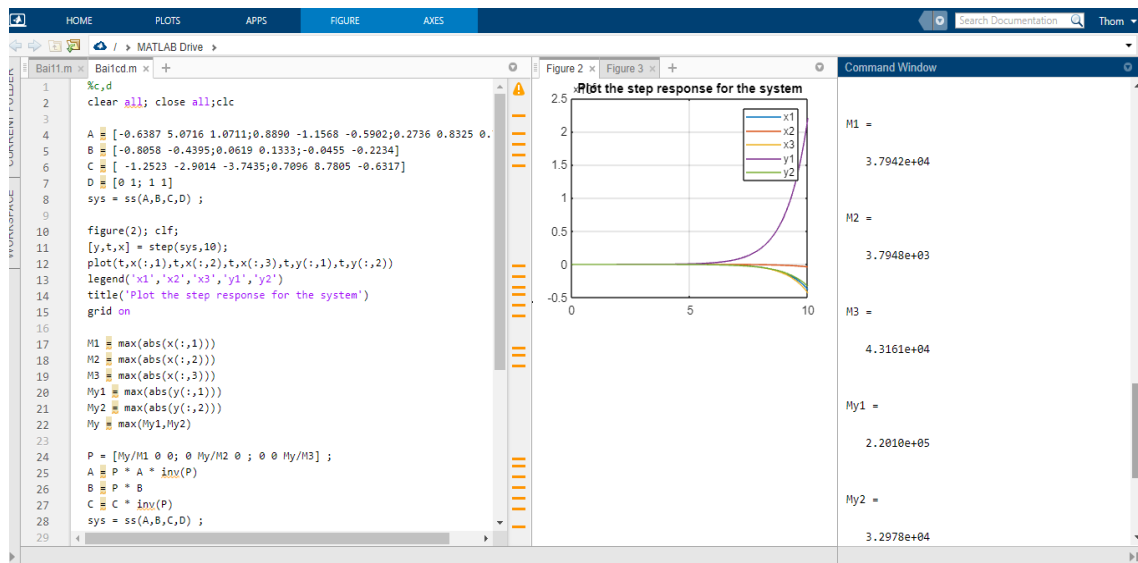 HOME PLOTS APPS FIGURE AXES Search Documentation Thom
/ > MATLAB Drive >
CURRENT FOLDER
WORKSPACE
Bai11.m × Bai1cd.m × +
1 %c,d
2 clear all; close all;clc
3
4 A = [-0.6387 5.0716 1.0711;0.8890 -1.1568 -0.5902;0.2736 0.8325 0.
5 B = [-0.8058 -0.4395;0.0619 0.1333;-0.0455 -0.2234]
6 C = [ -1.2523 -2.9014 -3.7435;0.7096 8.7805 -0.6317]
7 D = [0 1; 1 1]
8 sys = ss(A,B,C,D) ;
9
10 figure(2); clf;
11 [y,t,x] = step(sys,10);
12 plot(t,x(:,1),t,x(:,2),t,x(:,3),t,y(:,1),t,y(:,2))
13 legend('x1','x2','x3','y1','y2')
14 title('Plot the step response for the system')
15 grid on
16
17 M1 = max(abs(x(:,1)))
18 M2 = max(abs(x(:,2)))
19 M3 = max(abs(x(:,3)))
20 My1 = max(abs(y(:,1)))
21 My2 = max(abs(y(:,2)))
22 My = max(My1,My2)
23
24 P = [My/M1 0 0; 0 My/M2 0 ; 0 0 My/M3] ;
25 A = P * A * inv(P)
26 B = P * B
27 C = C * inv(P)
28 sys = ss(A,B,C,D) ;
29
Figure 2 × Figure 3 × +
Plot the step response for the system
2.5
2
1.5
1
0.5
0
-0.5
0 5 10
x1
x2
x3
y1
y2
Command Window
M1 =
3.7942e+04
M2 =
3.7948e+03
M3 =
4.3161e+04
My1 =
2.2010e+05
My2 =
3.2978e+04